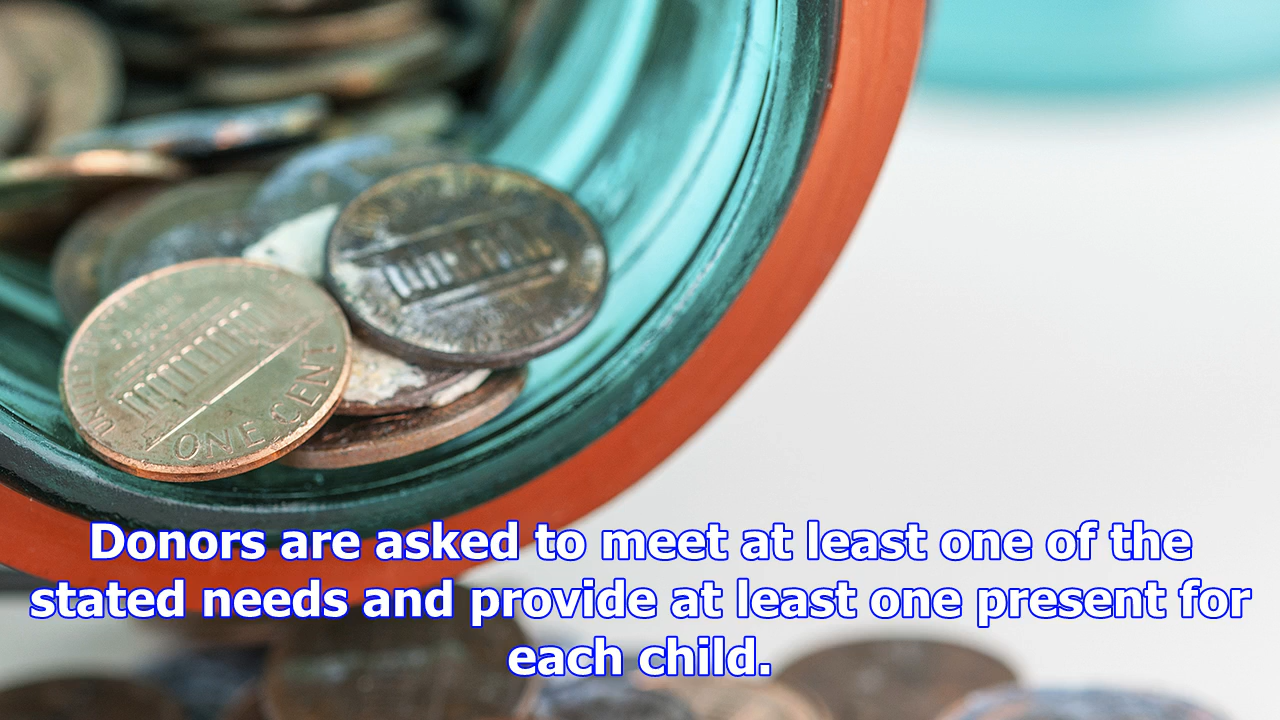 UNITED
ONE CENT
Donors are asked to meet at least one of the
stated needs and provide at least one present for
each child.